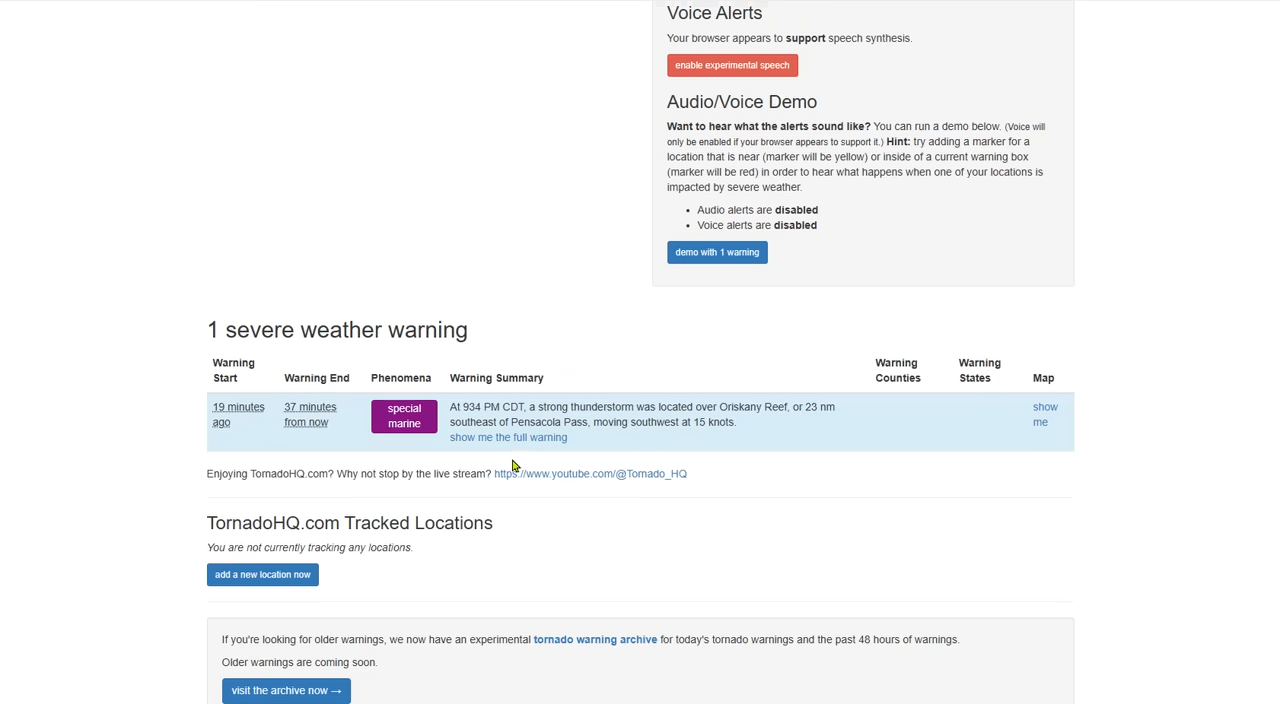 Voice Alerts
Your browser appears to support speech synthesis.
enable experimental speech
Audio/Voice Demo
Want to hear what the alerts sound like? You can run a demo below. (Voice will
only be enabled if your browser appears to support it.) Hint: try adding a marker for a
location that is near (marker will be yellow) or inside of a current warning box
(marker will be red) in order to hear what happens when one of your locations is
impacted by severe weather.
• Audio alerts are disabled
• Voice alerts are disabled
demo with 1 warning
1 severe weather warning
Warning Start Warning End Phenomena Warning Summary Warning Counties Warning States Map
19 minutes ago
37 minutes from now
special marine
At 934 PM CDT, a strong thunderstorm was located over Oriskany Reef, or 23 nm
southeast of Pensacola Pass, moving southwest at 15 knots.
show me the full warning
show me
Enjoying TornadoHQ.com? Why not stop by the live stream? https://www.youtube.com/@Tornado_HQ
TornadoHQ.com Tracked Locations
You are not currently tracking any locations.
add a new location now
If you're looking for older warnings, we now have an experimental tornado warning archive for today's tornado warnings and the past 48 hours of warnings.
Older warnings are coming soon.
visit the archive now →